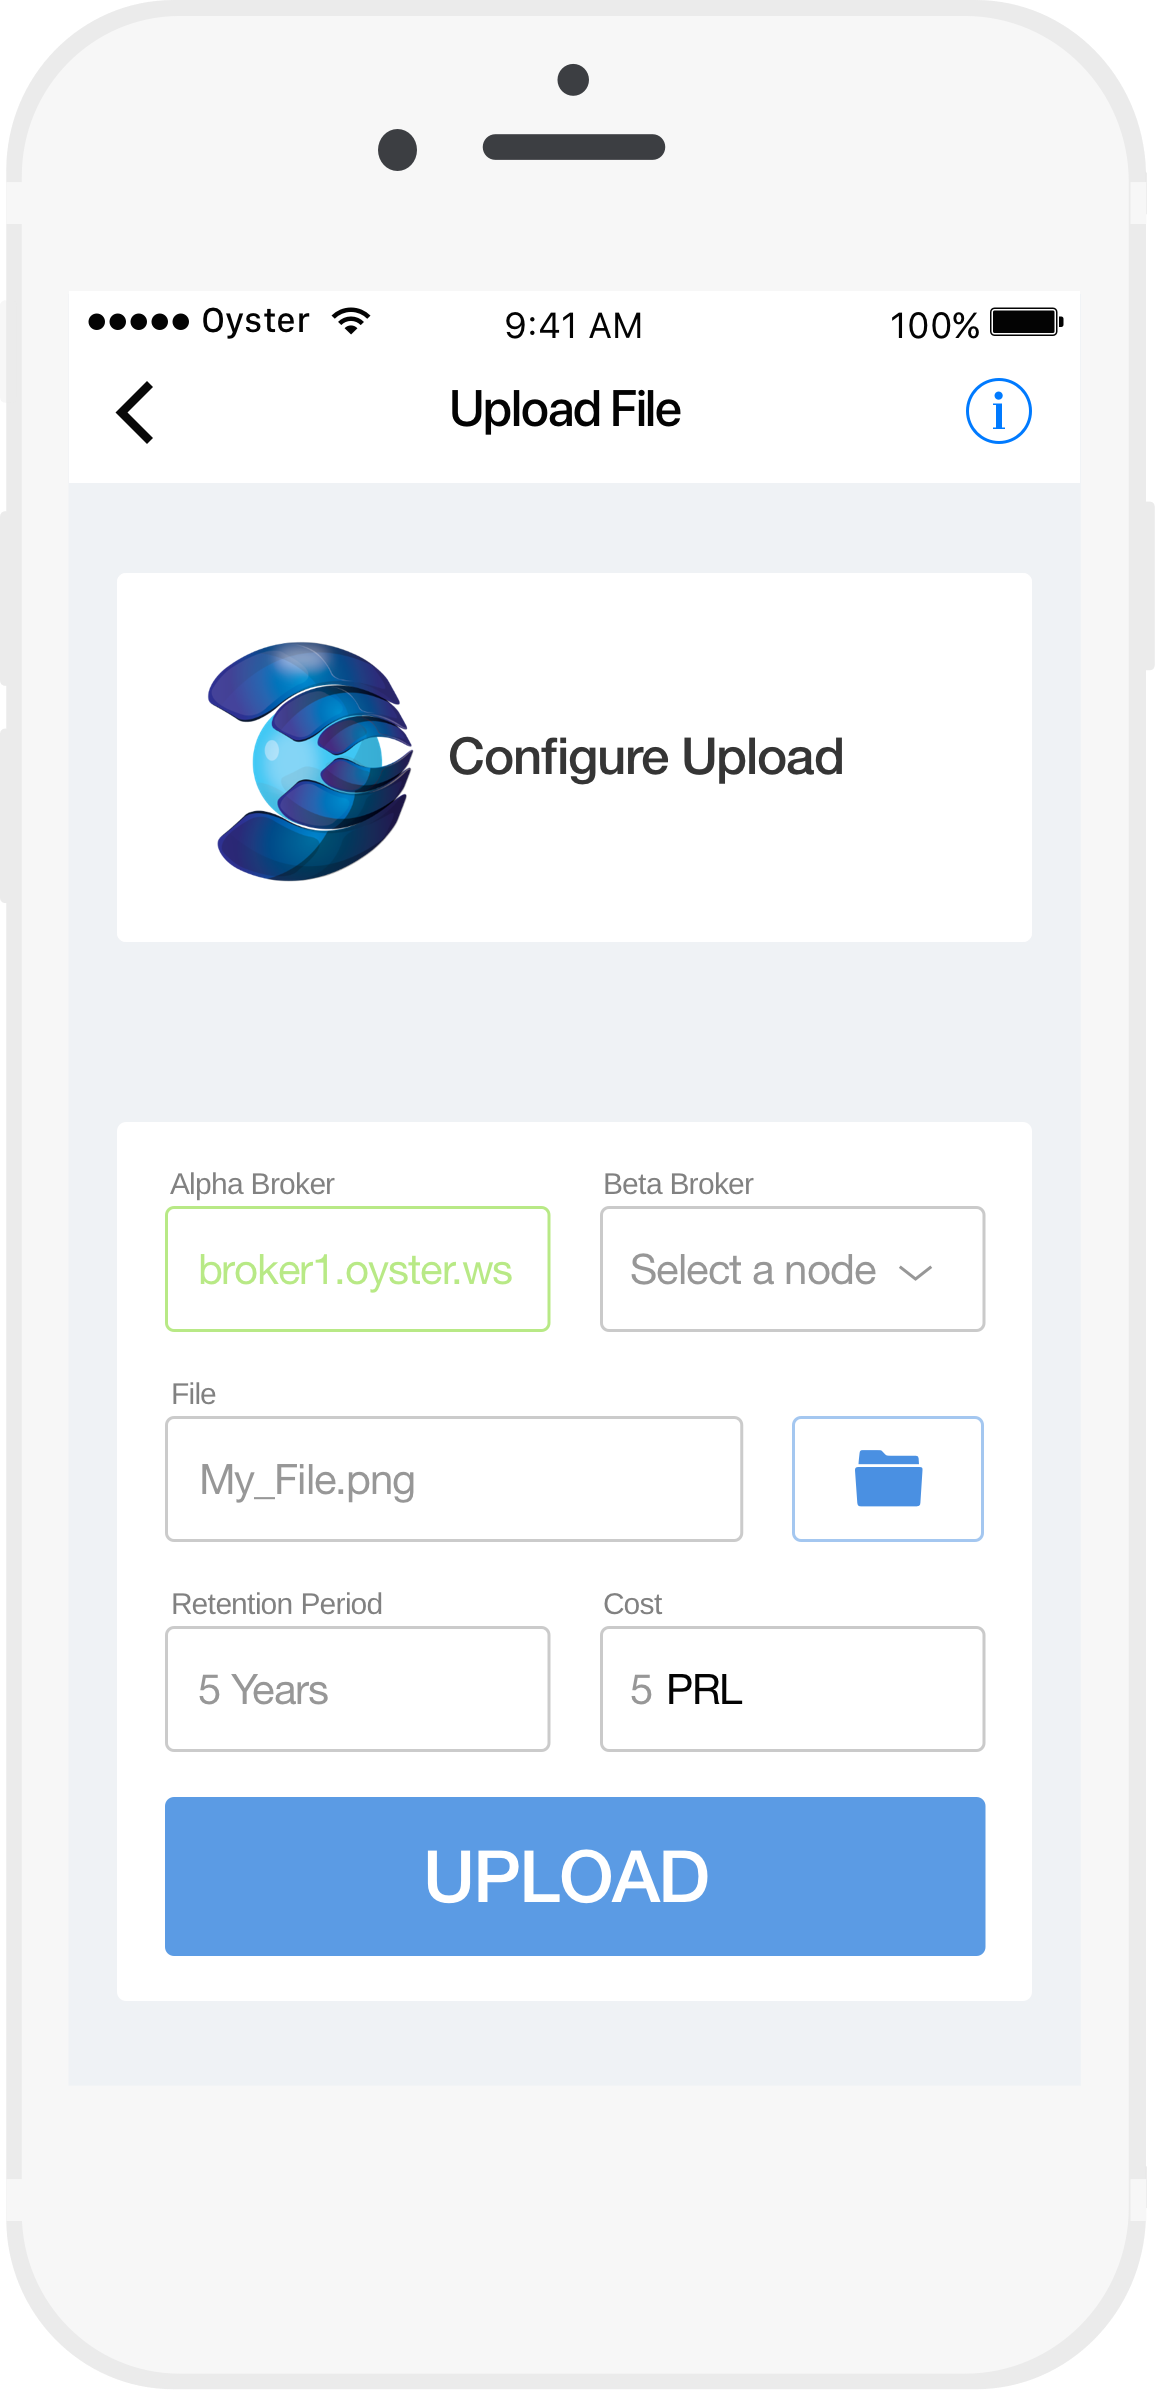 Oyster 9:41 AM 100%
Upload File
i
Configure Upload
Alpha Broker Beta Broker
broker1.oyster.ws Select a node
File
My_File.png
Retention Period Cost
5 Years 5 PRL
UPLOAD